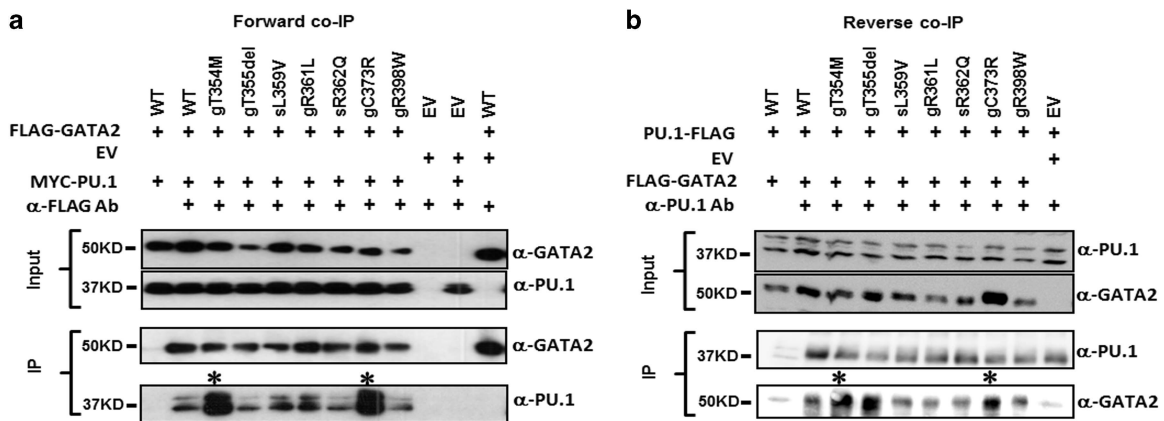 a
Forward co-IP
WT WT gT354M gT355del sL359V gR361L sR362Q gC373R gR398W EV EV WT
FLAG-GATA2 + + + + + + + + + +
EV + + +
MYC-PU.1 + + + + + + + + + +
α-FLAG Ab + + + + + + + + + + +
Input
50KD α-GATA2
37KD α-PU.1
IP
50KD α-GATA2
* *
37KD α-PU.1
b
Reverse co-IP
WT WT gT354M gT355del sL359V gR361L sR362Q gC373R gR398W EV
PU.1-FLAG + + + + + + + + + +
EV +
FLAG-GATA2 + + + + + + + + +
α-PU.1 Ab + + + + + + + + +
Input
37KD α-PU.1
50KD α-GATA2
IP
37KD α-PU.1
* *
50KD α-GATA2